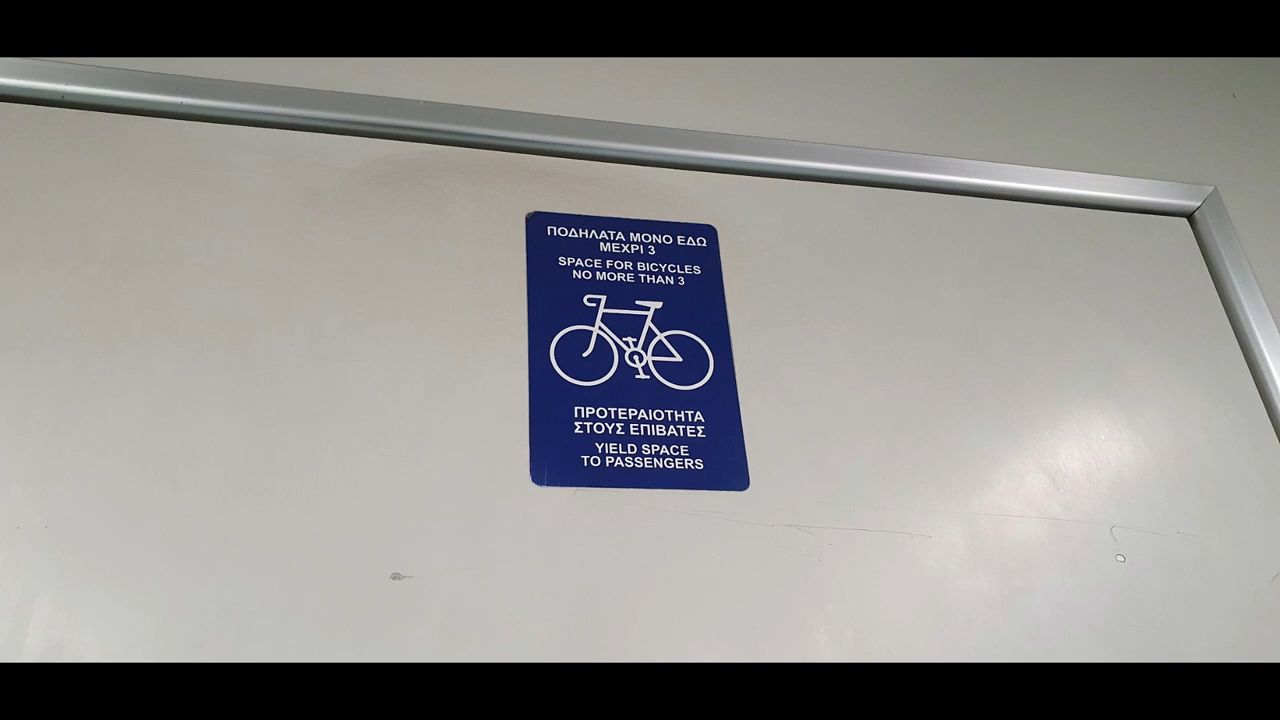 ΠΟΔΗΛΑΤΑ ΜΟΝΟ ΕΔΩ
ΜΕΧΡΙ 3
SPACE FOR BICYCLES
NO MORE THAN 3
ΠΡΟΤΕΡΑΙΟΤΗΤΑ
ΣΤΟΥΣ ΕΠΙΒΑΤΕΣ
YIELD SPACE
TO PASSENGERS